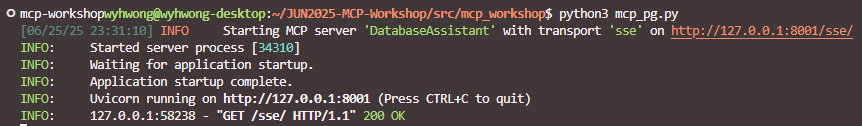 mcp-workshopwyhwong@wyhwong-desktop:~/JUN2025-MCP-Workshop/src/mcp_workshop$ python3 mcp_pg.py
[06/25/25 23:31:10] INFO     Starting MCP server 'DatabaseAssistant' with transport 'sse' on http://127.0.0.1:8001/sse/
INFO:     Started server process [34310]
INFO:     Waiting for application startup.
INFO:     Application startup complete.
INFO:     Uvicorn running on http://127.0.0.1:8001 (Press CTRL+C to quit)
INFO:     127.0.0.1:58238 - "GET /sse/ HTTP/1.1" 200 OK